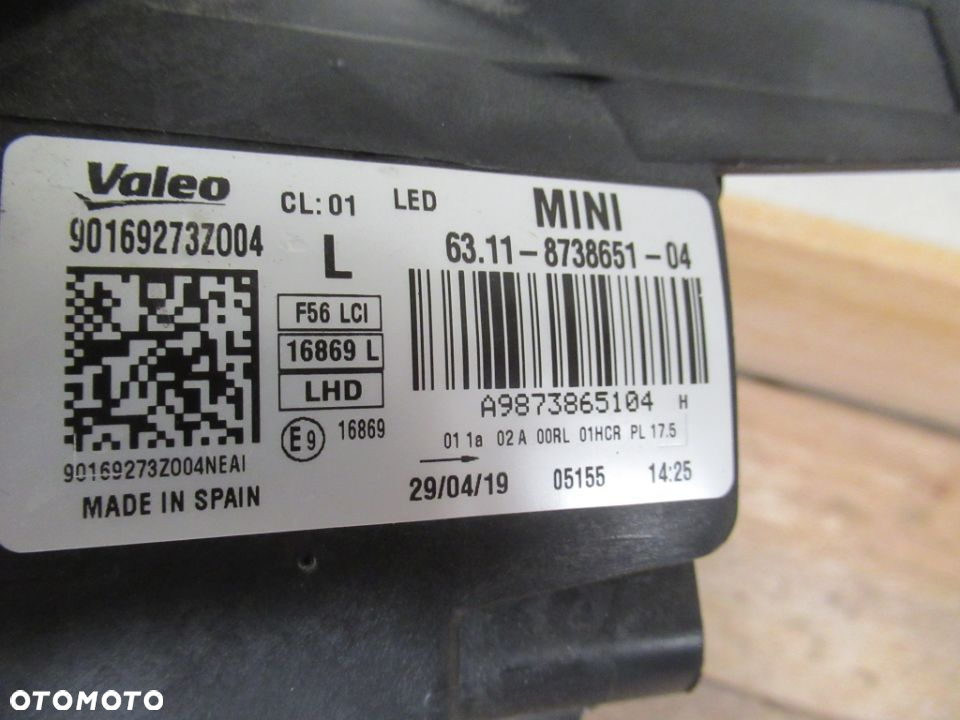 Valeo
CL: 01 LED MINI
90169273Z004
L
63.11-8738651-04
F56 LCI
16869 L
LHD
A9873865104 H
E9 16869
01 1a 02A 00RL 01HCR PL 17.5
90169273Z004NEAI
MADE IN SPAIN
29/04/19 05155 14:25
OTOMOTO